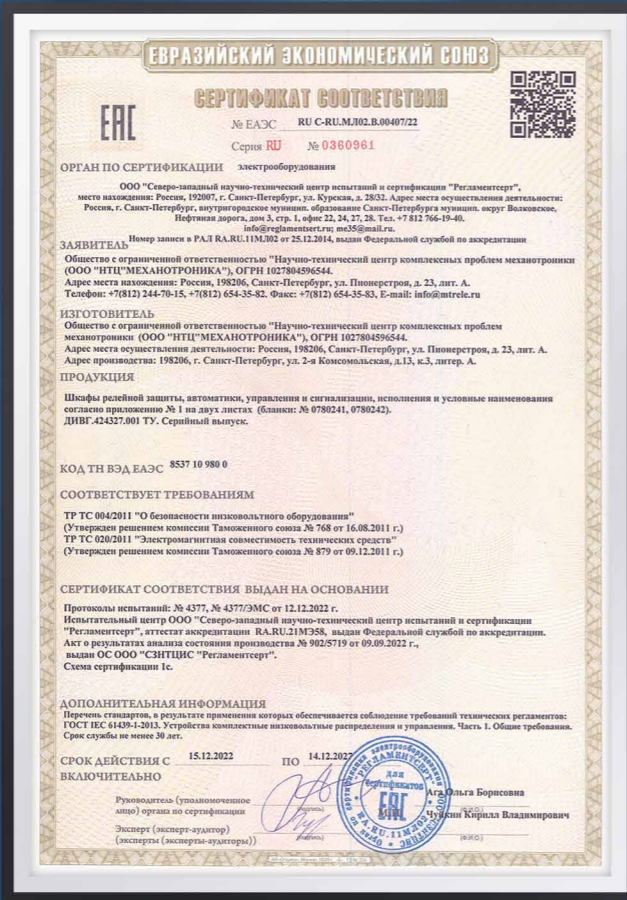 ЕВРАЗИЙСКИЙ ЭКОНОМИЧЕСКИЙ СОЮЗ
ЕАС
СЕРТИФИКАТ СООТВЕТСТВИЯ
№ ЕАЭС RU С-RU.МЛ02.В.00407/22
Серия RU № 0360961
ОРГАН ПО СЕРТИФИКАЦИИ электрооборудования
ООО "Северо-западный научно-технический центр испытаний и сертификации "Регламентсерт",
место нахождения: Россия, 192007, г. Санкт-Петербург, ул. Курская, д. 28/32. Адрес места осуществления деятельности:
Россия, г. Санкт-Петербург, внутригородское муницип. образование Санкт-Петербурга муницип. округ Волковское,
Нефтяная дорога, дом 3, стр. 1, офис 22, 24, 27, 28. Тел. +7 812 766-19-40.
info@reglamentsert.ru; me35@mail.ru.
Номер записи в РАЛ RA.RU.11МЛ02 от 25.12.2014, выдан Федеральной службой по аккредитации
ЗАЯВИТЕЛЬ
Общество с ограниченной ответственностью "Научно-технический центр комплексных проблем механотроники
(ООО "НТЦ"МЕХАНОТРОНИКА"), ОГРН 1027804596544.
Адрес места нахождения: Россия, 198206, Санкт-Петербург, ул. Пионерстроя, д. 23, лит. А.
Телефон: +7(812) 244-70-15, +7(812) 654-35-82. Факс: +7(812) 654-35-83, E-mail: info@mtrele.ru
ИЗГОТОВИТЕЛЬ
Общество с ограниченной ответственностью "Научно-технический центр комплексных проблем
механотроники (ООО "НТЦ"МЕХАНОТРОНИКА"), ОГРН 1027804596544.
Адрес места осуществления деятельности: Россия, 198206, Санкт-Петербург, ул. Пионерстроя, д. 23, лит. А.
Адрес производства: 198206, г. Санкт-Петербург, ул. 2-я Комсомольская, д.13, к.3, литер. А.
ПРОДУКЦИЯ
Шкафы релейной защиты, автоматики, управления и сигнализации, исполнения и условные наименования
согласно приложению № 1 на двух листах (бланки: № 0780241, 0780242).
ДИВГ.424327.001 ТУ. Серийный выпуск.
КОД ТН ВЭД ЕАЭС 8537 10 980 0
СООТВЕТСТВУЕТ ТРЕБОВАНИЯМ
ТР ТС 004/2011 "О безопасности низковольтного оборудования"
(Утвержден решением комиссии Таможенного союза № 768 от 16.08.2011 г.)
ТР ТС 020/2011 "Электромагнитная совместимость технических средств"
(Утвержден решением комиссии Таможенного союза № 879 от 09.12.2011 г.)
СЕРТИФИКАТ СООТВЕТСТВИЯ ВЫДАН НА ОСНОВАНИИ
Протоколы испытаний: № 4377, № 4377/ЭМС от 12.12.2022 г.
Испытательный центр ООО "Северо-западный научно-технический центр испытаний и сертификации
"Регламентсерт", аттестат аккредитации RA.RU.21МЭ58, выдан Федеральной службой по аккредитации.
Акт о результатах анализа состояния производства № 902/5719 от 09.09.2022 г.,
выдан ОС ООО "СЗНТЦИС "Регламентсерт".
Схема сертификации 1с.
ДОПОЛНИТЕЛЬНАЯ ИНФОРМАЦИЯ
Перечень стандартов, в результате применения которых обеспечивается соблюдение требований технических регламентов:
ГОСТ IEC 61439-1-2013. Устройства комплектные низковольтные распределения и управления. Часть 1. Общие требования.
Срок службы не менее 30 лет.
СРОК ДЕЙСТВИЯ С 15.12.2022 ПО 14.12.2027
ВКЛЮЧИТЕЛЬНО
Руководитель (уполномоченное
лицо) органа по сертификации
(подпись)
Ага Ольга Борисовна
(Ф.И.О.)
Эксперт (эксперт-аудитор)
(эксперты (эксперты-аудиторы))
(подпись)
Чуйкин Кирилл Владимирович
(Ф.И.О.)
М.П.
"РЕГЛАМЕНТСЕРТ"
для
сертификатов
ЕАС
RA.RU.11МЛ02